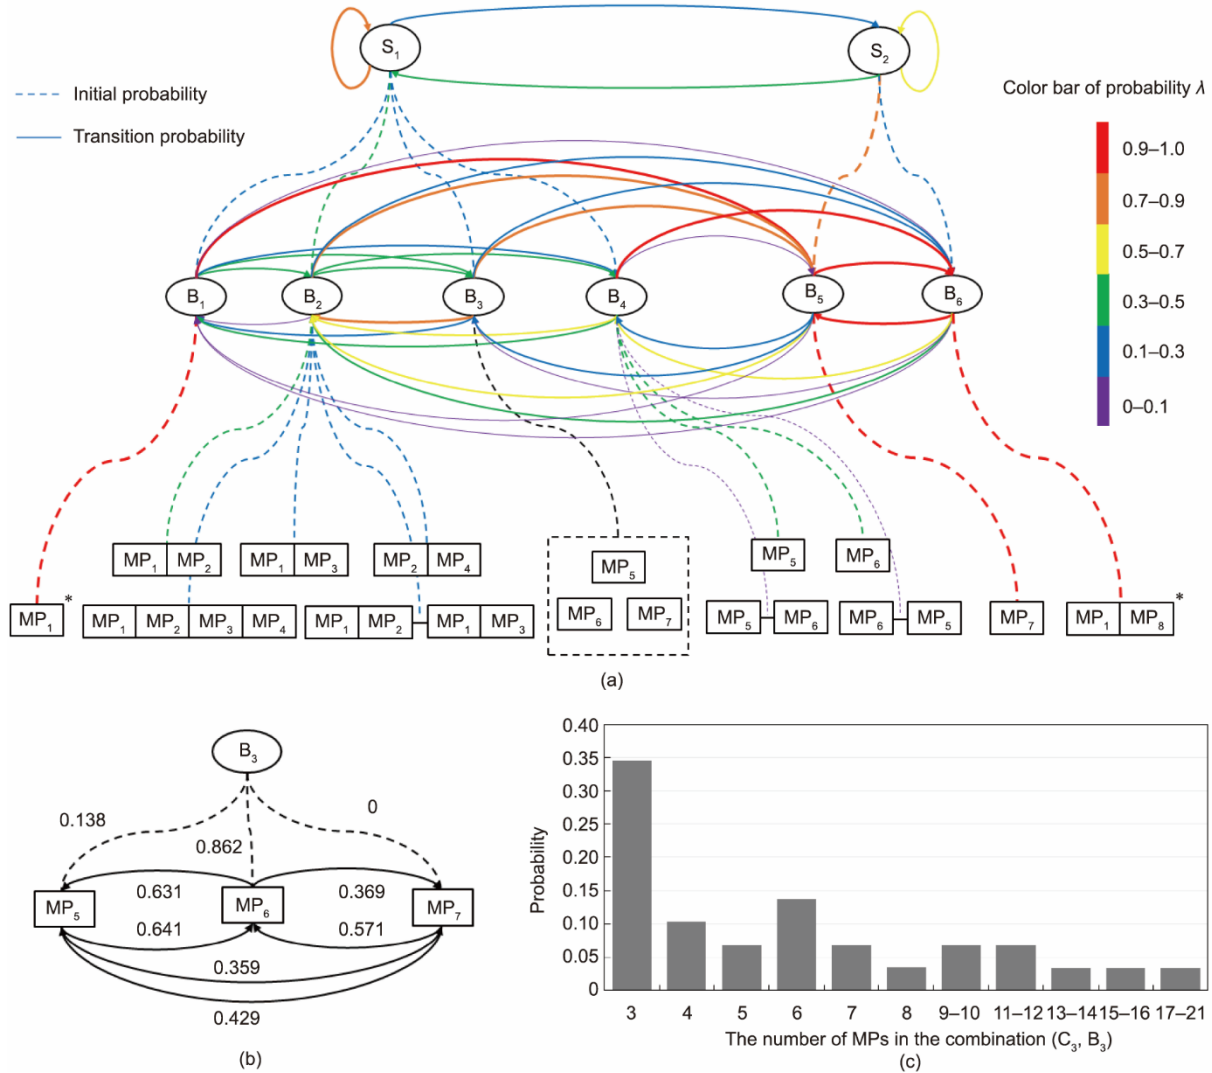 S1
S2
Initial probability
Transition probability
Color bar of probability λ
0.9–1.0
0.7–0.9
0.5–0.7
0.3–0.5
0.1–0.3
0–0.1
B1 B2 B3 B4 B5 B6
MP1 MP2 MP1 MP3 MP2 MP4 MP5 MP5 MP6
MP1* MP1 MP2 MP3 MP4 MP1 MP2 MP1 MP3 MP6 MP7 MP5 MP6 MP6 MP5 MP7 MP1 MP8*
(a)
B3
0.138
0
0.862
0.631
0.369
MP5 MP6 MP7
0.641
0.571
0.359
0.429
(b)
Probability
0.40
0.35
0.30
0.25
0.20
0.15
0.10
0.05
0
3 4 5 6 7 8 9–10 11–12 13–14 15–16 17–21
The number of MPs in the combination (C3, B3)
(c)